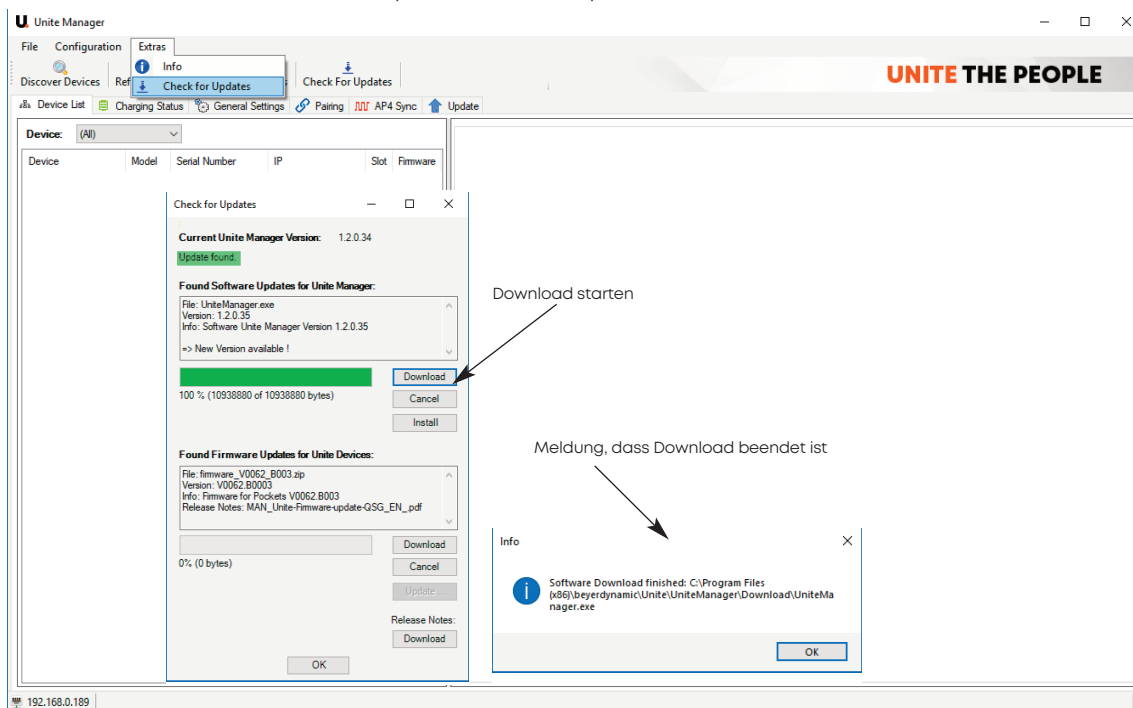 Unite Manager
File Configuration Extras
Info
Check for Updates
Discover Devices Ref s Check For Updates
UNITE THE PEOPLE
Device List Charging Status General Settings Pairing AP4 Sync Update
Device: (All)
Device Model Serial Number IP Slot Firmware
Check for Updates
Current Unite Manager Version: 1.2.0.34
Update found.
Found Software Updates for Unite Manager:
File: UniteManager.exe
Version: 1.2.0.35
Info: Software Unite Manager Version 1.2.0.35
=> New Version available !
Download
100 % (10938880 of 10938880 bytes)
Cancel
Install
Found Firmware Updates for Unite Devices:
File: firmware_V0062_B003.zip
Version: V0062.B0003
Info: Firmware for Pockets V0062.B003
Release Notes: MAN_Unite-Firmware-update-QSG_EN_.pdf
Download
0% (0 bytes)
Cancel
Update ...
Release Notes:
Download
OK
Download starten
Meldung, dass Download beendet ist
Info
Software Download finished: C:\Program Files
(x86)\beyerdynamic\Unite\UniteManager\Download\UniteMa
nager.exe
OK
192.168.0.189